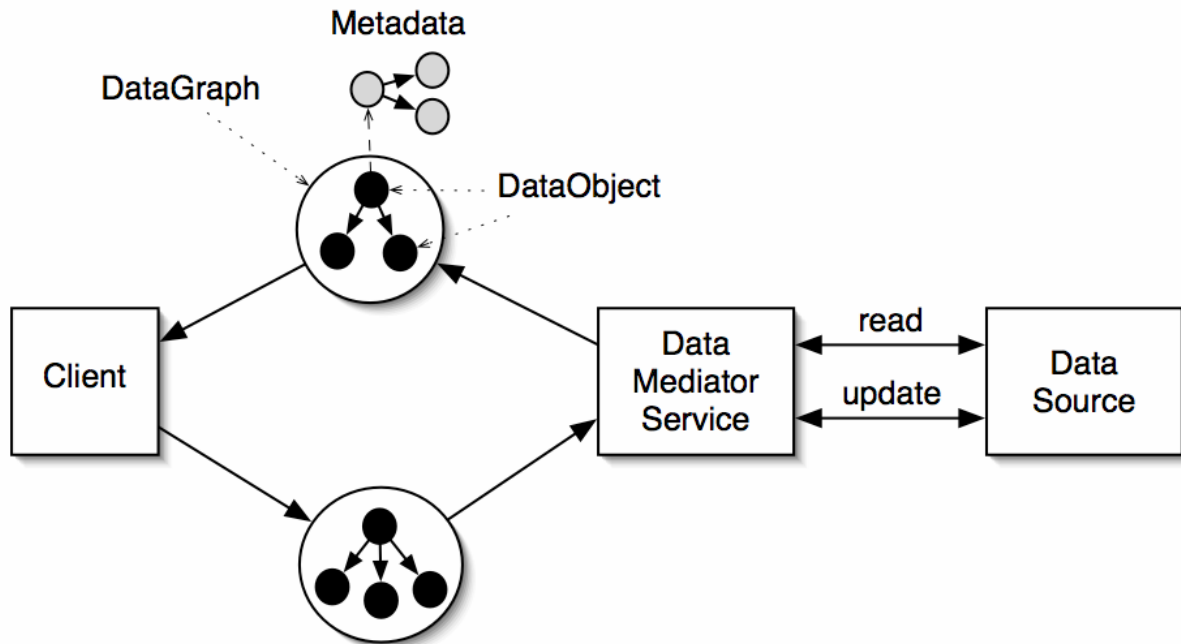 Metadata
DataGraph
DataObject
Client
Data
Mediator
Service
read
update
Data
Source